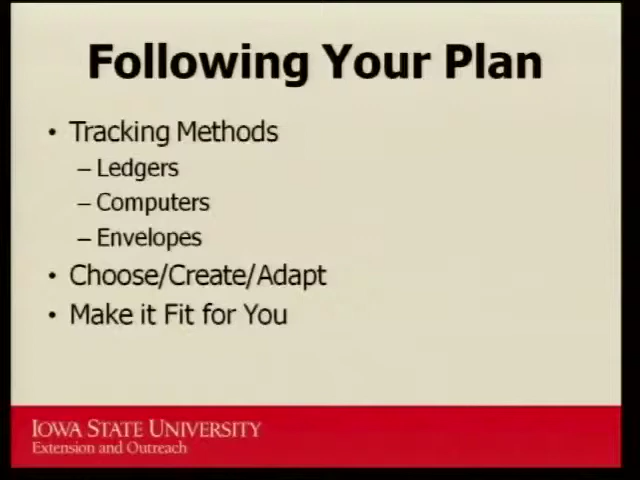 Following Your Plan
• Tracking Methods
– Ledgers
– Computers
– Envelopes
• Choose/Create/Adapt
• Make it Fit for You
IOWA STATE UNIVERSITY
Extension and Outreach